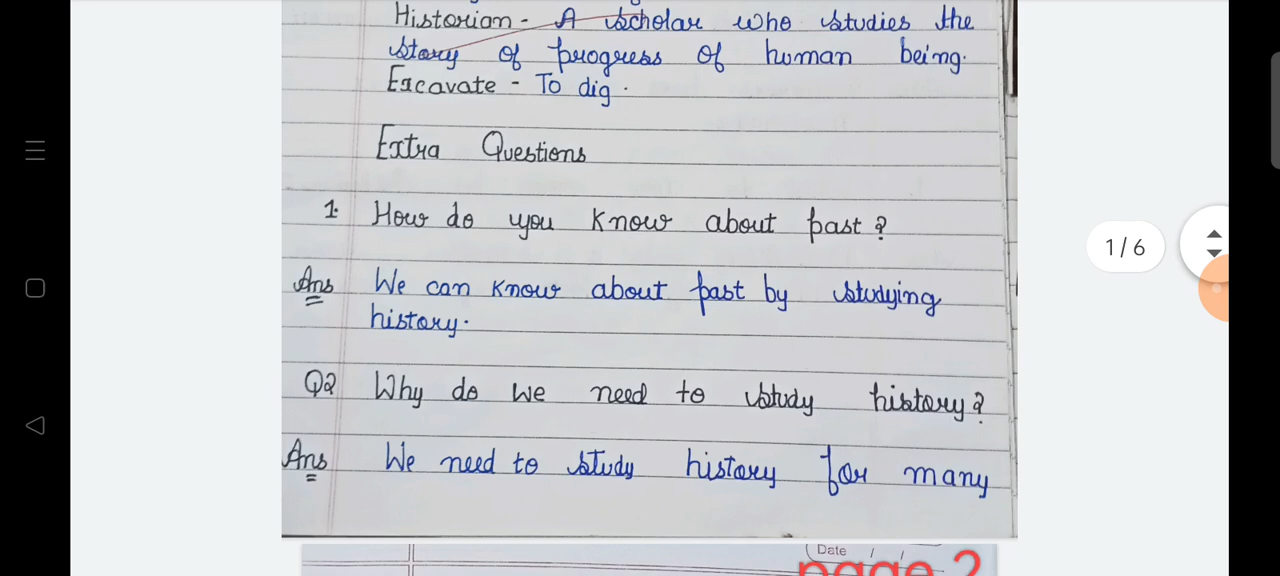 Historian - A scholar who studies the
story of progress of human being.
Excavate - To dig.
Extra Questions
1. How do you know about past?
Ans We can know about past by studying
history.
1/6
Q2 Why do we need to study history?
Ans We need to study history for many
Date / /
page 2